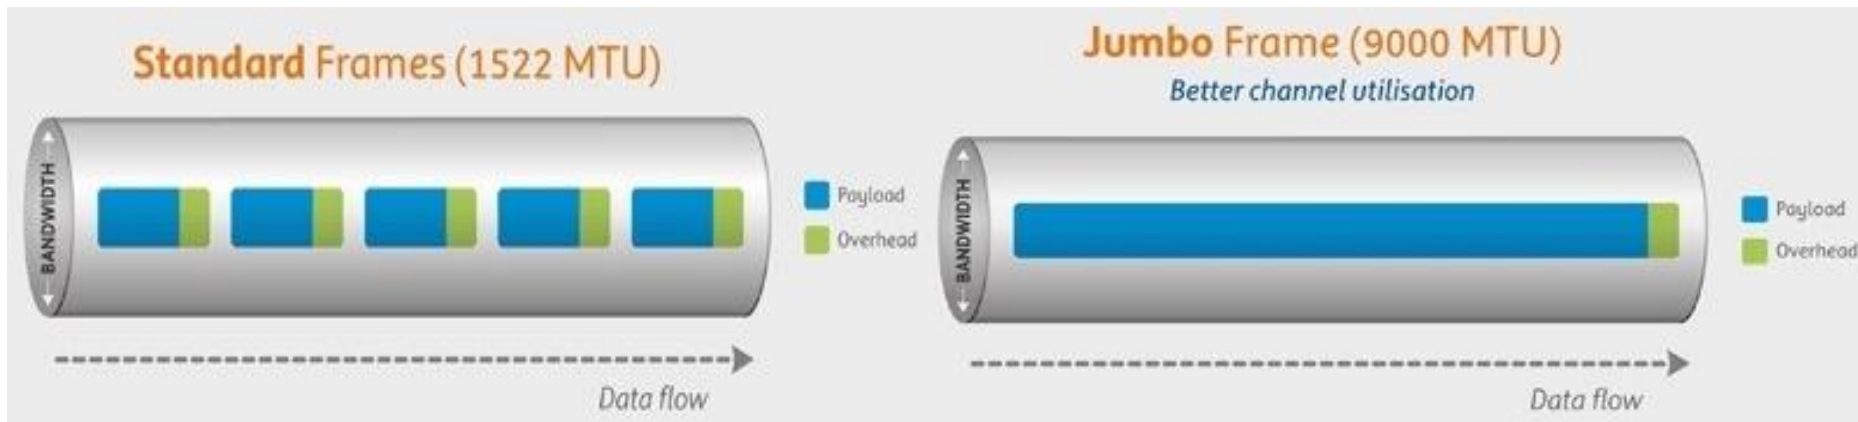 Standard Frames (1522 MTU)
BANDWIDTH
Payload
Overhead
Data flow
Jumbo Frame (9000 MTU)
Better channel utilisation
BANDWIDTH
Payload
Overhead
Data flow